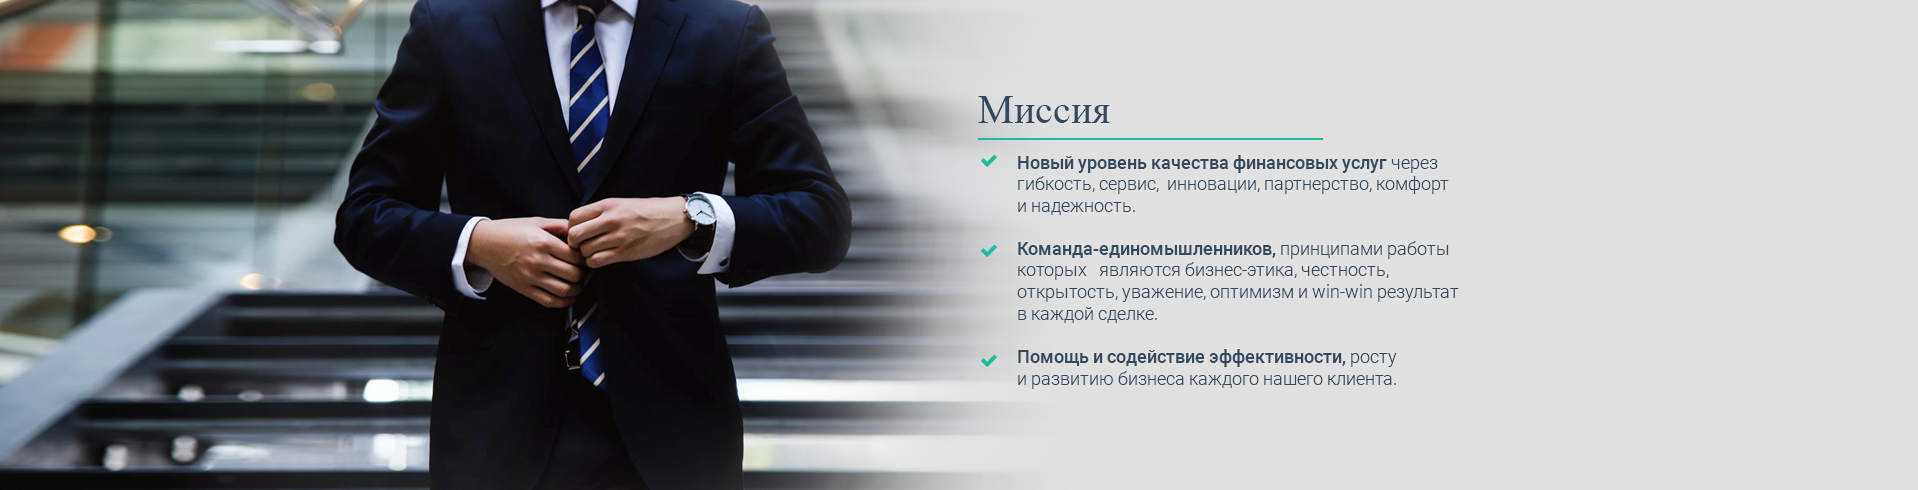 Миссия
Новый уровень качества финансовых услуг через
гибкость, сервис, инновации, партнерство, комфорт
и надежность.
Команда-единомышленников, принципами работы
которых являются бизнес-этика, честность,
открытость, уважение, оптимизм и win-win результат
в каждой сделке.
Помощь и содействие эффективности, росту
и развитию бизнеса каждого нашего клиента.